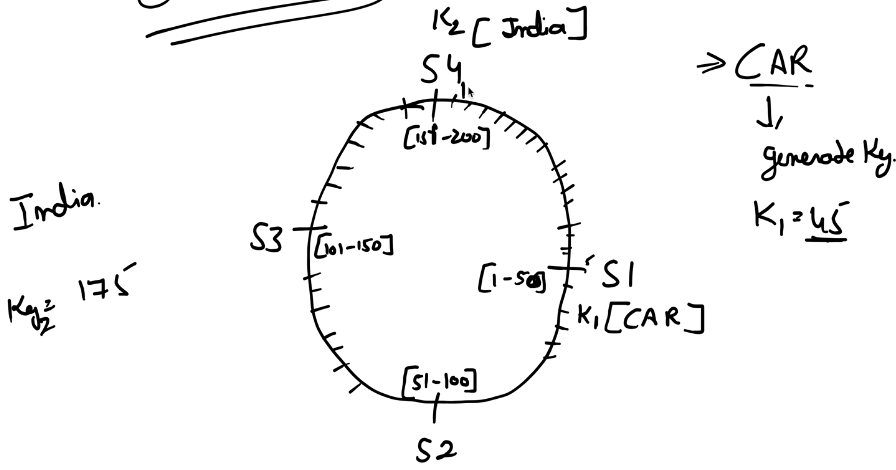 K2 [India]
S4
[151-200]
⇒ CAR
↓
generate Key.
K1 = 45
India.
Key2 = 175
S3
[101-150]
[1-50]
S1
K1 [CAR]
[51-100]
S2